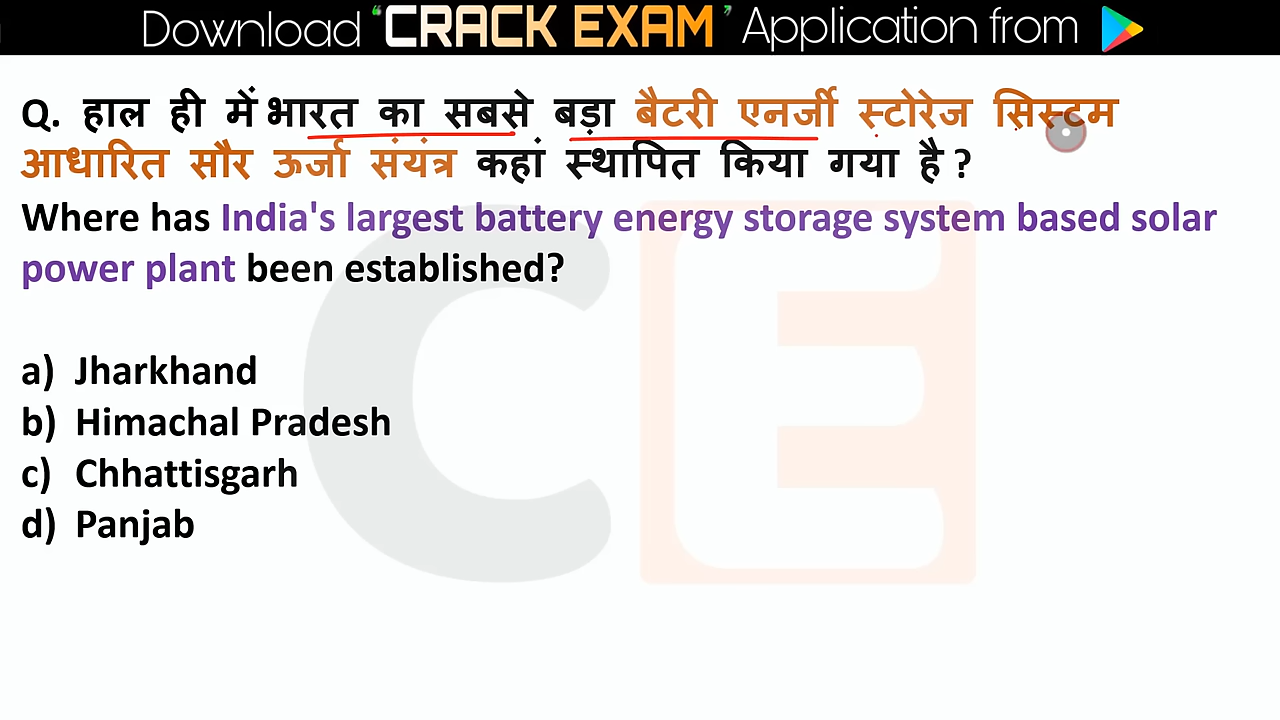 Download “CRACK EXAM” Application from
Q. हाल ही में भारत का सबसे बड़ा बैटरी एनर्जी स्टोरेज सिस्टम
आधारित सौर ऊर्जा संयंत्र कहां स्थापित किया गया है ?
Where has India's largest battery energy storage system based solar
power plant been established?
a) Jharkhand
b) Himachal Pradesh
c) Chhattisgarh
d) Panjab
CE